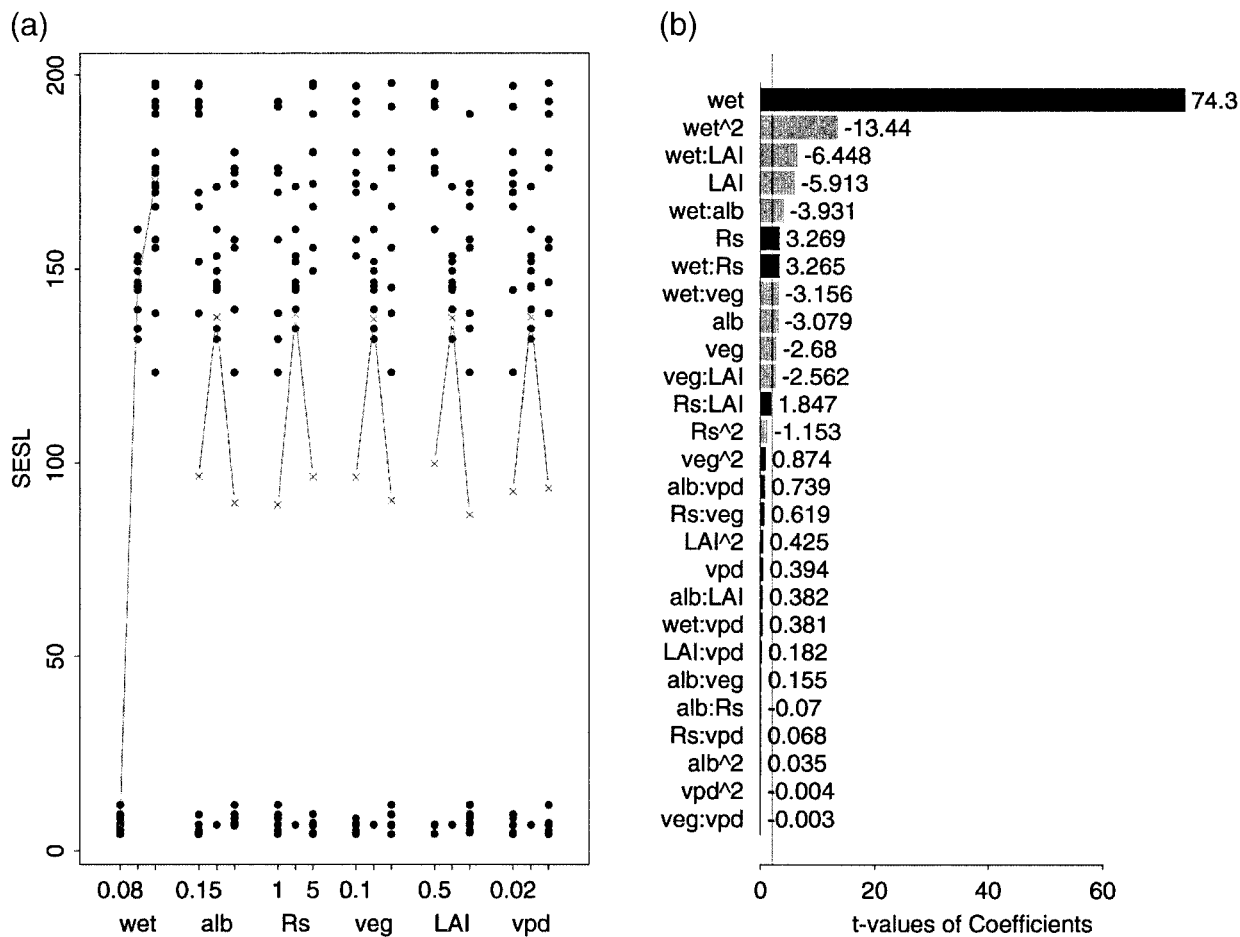 (a)
SESL
200
150
100
50
0
0.08 0.15 1 5 0.1 0.5 0.02
wet alb Rs veg LAI vpd
(b)
wet 74.3
wet^2 -13.44
wet:LAI -6.448
LAI -5.913
wet:alb -3.931
Rs 3.269
wet:Rs 3.265
wet:veg -3.156
alb -3.079
veg -2.68
veg:LAI -2.562
Rs:LAI 1.847
Rs^2 -1.153
veg^2 0.874
alb:vpd 0.739
Rs:veg 0.619
LAI^2 0.425
vpd 0.394
alb:LAI 0.382
wet:vpd 0.381
LAI:vpd 0.182
alb:veg 0.155
alb:Rs -0.07
Rs:vpd 0.068
alb^2 0.035
vpd^2 -0.004
veg:vpd -0.003
0 20 40 60
t-values of Coefficients